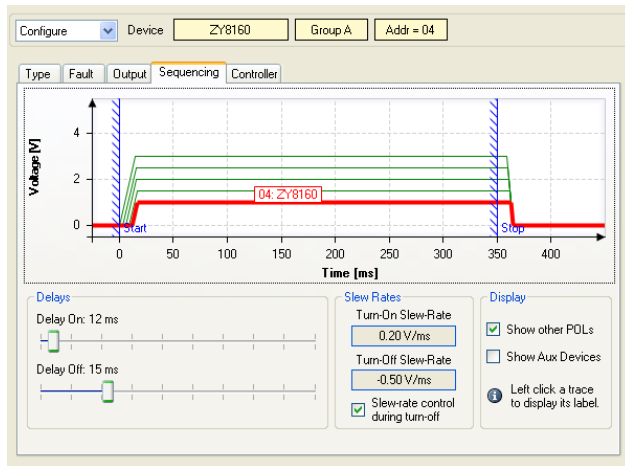 Configure Device ZY8160 Group A Addr = 04
Type Fault Output Sequencing Controller
Voltage [V]
4
2
0
04: ZY8160
Start
Stop
0 50 100 150 200 250 300 350 400
Time [ms]
Delays
Delay On: 12 ms
Delay Off: 15 ms
Slew Rates
Turn-On Slew-Rate
0.20 V/ms
Turn-Off Slew-Rate
-0.50 V/ms
Slew-rate control
during turn-off
Display
Show other POLs
Show Aux Devices
Left click a trace
to display its label.